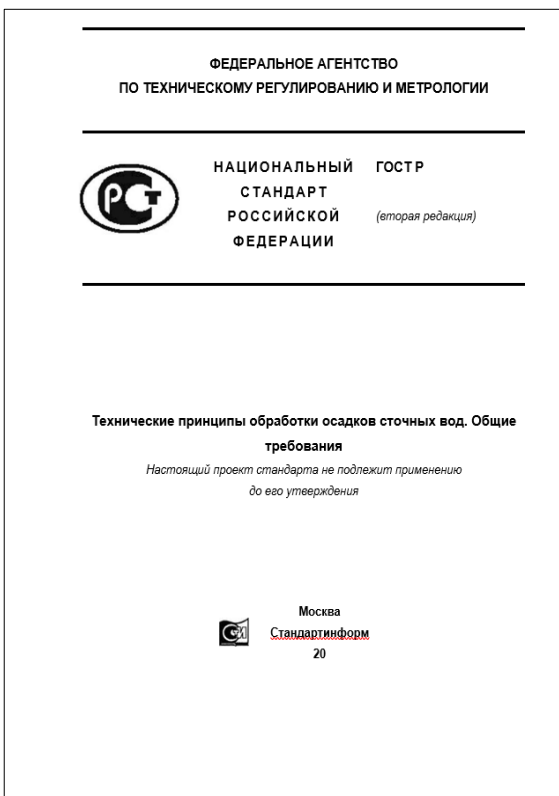 ФЕДЕРАЛЬНОЕ АГЕНТСТВО
ПО ТЕХНИЧЕСКОМУ РЕГУЛИРОВАНИЮ И МЕТРОЛОГИИ
РСТ
НАЦИОНАЛЬНЫЙ
СТАНДАРТ
РОССИЙСКОЙ
ФЕДЕРАЦИИ
ГОСТ Р
(вторая редакция)
Технические принципы обработки осадков сточных вод. Общие
требования
Настоящий проект стандарта не подлежит применению
до его утверждения
Москва
Стандартинформ
20